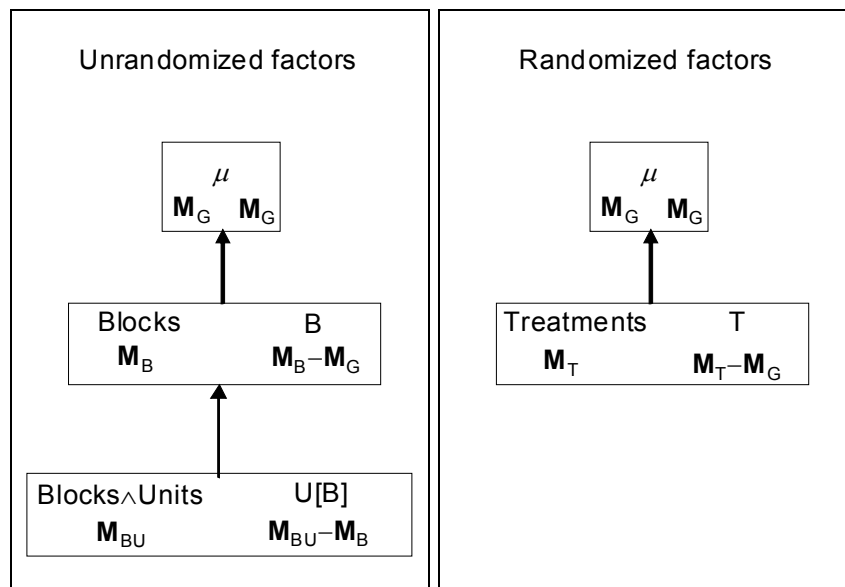 Unrandomized factors
μ
M_G M_G
Blocks B
M_B M_B−M_G
Blocks∧Units U[B]
M_BU M_BU−M_B
Randomized factors
μ
M_G M_G
Treatments T
M_T M_T−M_G